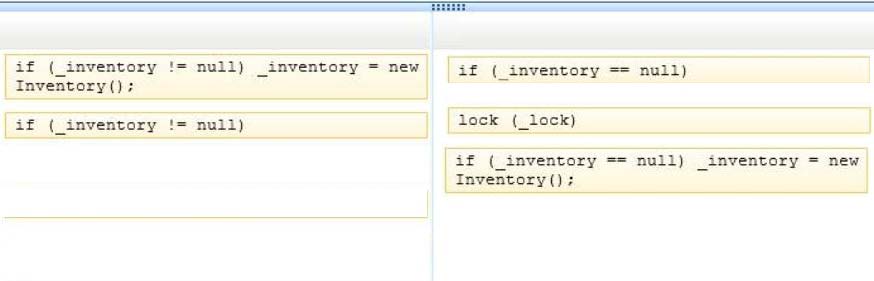 if (_inventory != null) _inventory = new
Inventory();
if (_inventory != null)
if (_inventory == null)
lock (_lock)
if (_inventory == null) _inventory = new
Inventory();